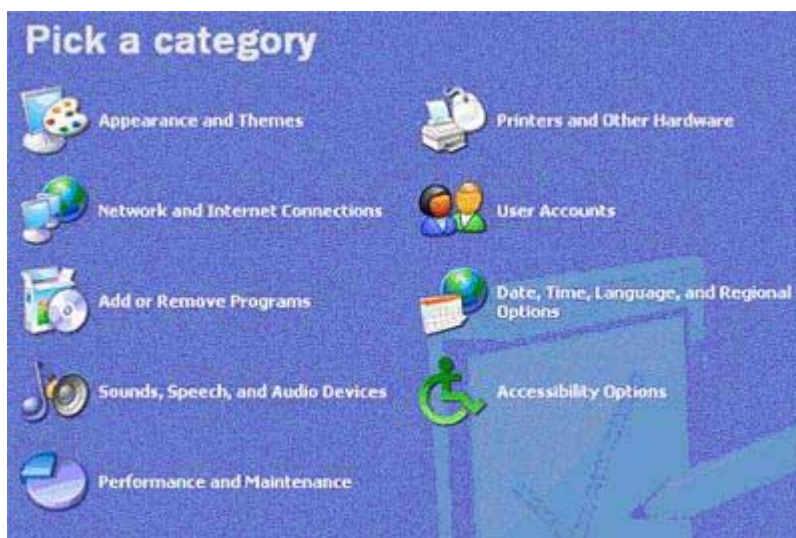 Pick a category
Appearance and Themes
Printers and Other Hardware
Network and Internet Connections
User Accounts
Add or Remove Programs
Date, Time, Language, and Regional
Options
Sounds, Speech, and Audio Devices
Accessibility Options
Performance and Maintenance